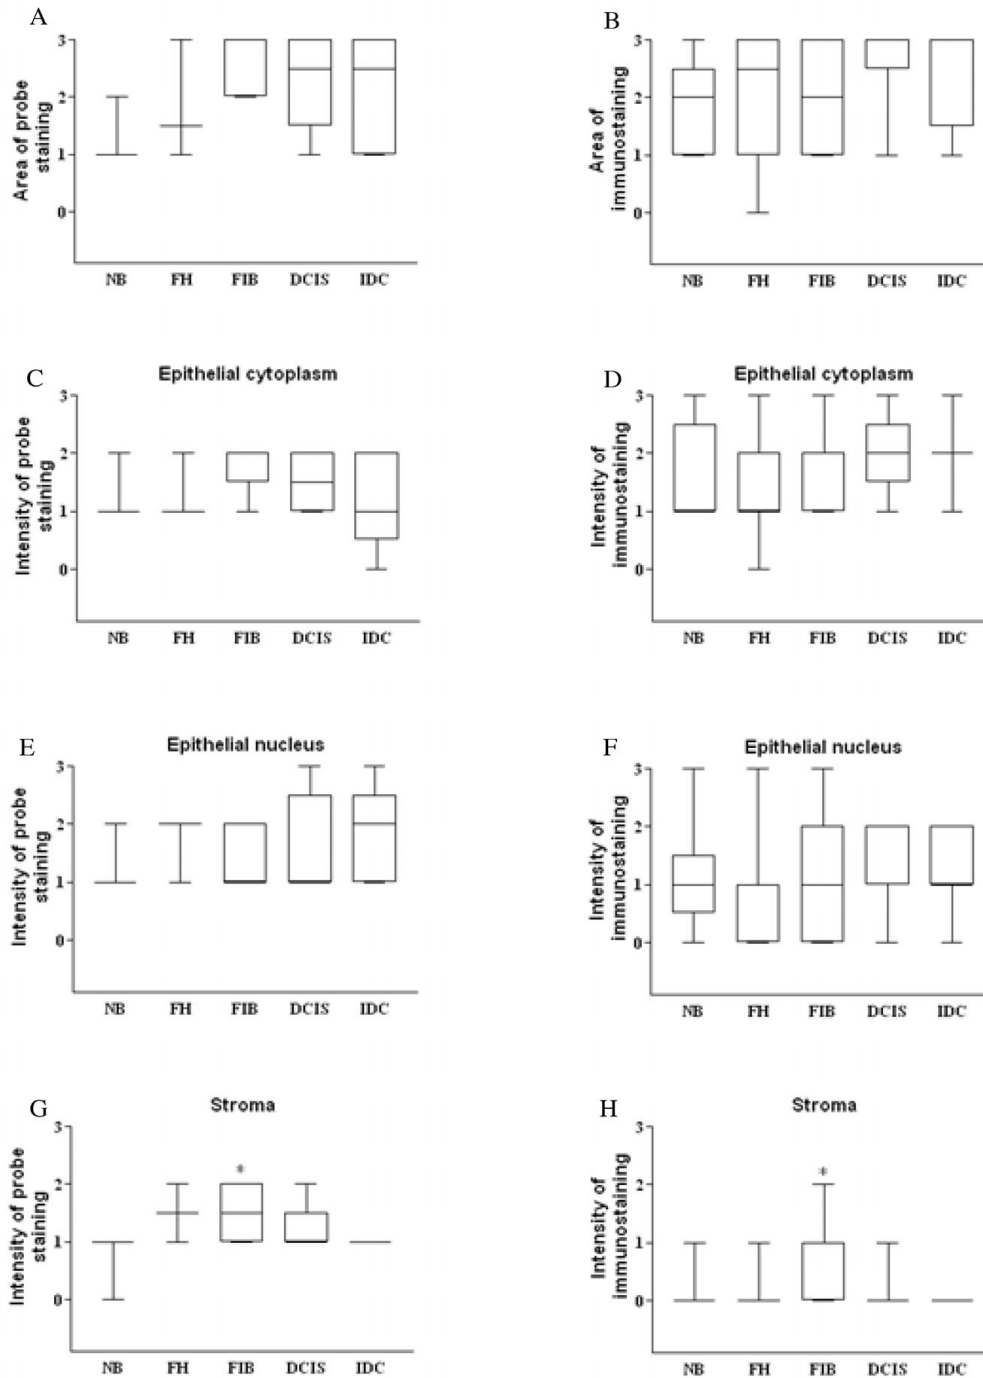 A
3
2
1
0
Area of probe
staining
NB FH FIB DCIS IDC
B
3
2
1
0
Area of
immunostaining
NB FH FIB DCIS IDC
C
Epithelial cytoplasm
3
2
1
0
Intensity of probe
staining
NB FH FIB DCIS IDC
D
Epithelial cytoplasm
3
2
1
0
Intensity of
immunostaining
NB FH FIB DCIS IDC
E
Epithelial nucleus
3
2
1
0
Intensity of probe
staining
NB FH FIB DCIS IDC
F
Epithelial nucleus
3
2
1
0
Intensity of
immunostaining
NB FH FIB DCIS IDC
G
Stroma
3
2
1
0
Intensity of probe
staining
*
NB FH FIB DCIS IDC
H
Stroma
3
2
1
0
Intensity of
immunostaining
*
NB FH FIB DCIS IDC